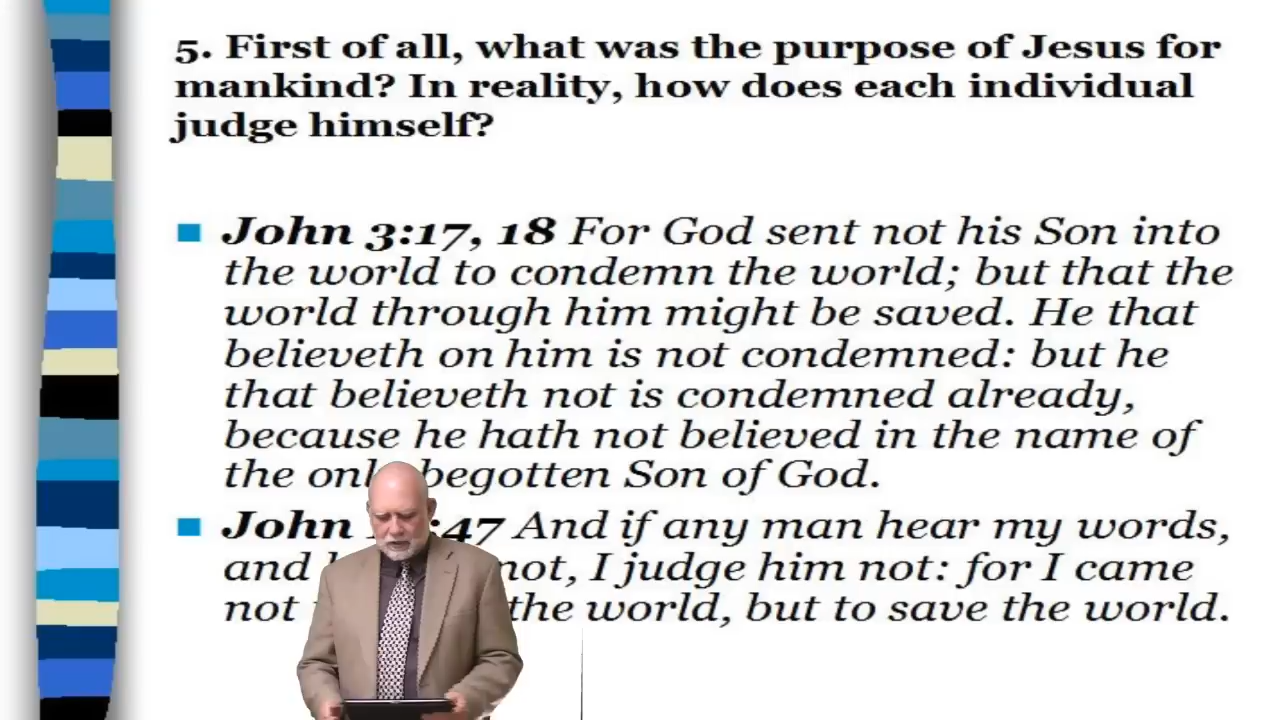 5. First of all, what was the purpose of Jesus for
mankind? In reality, how does each individual
judge himself?
John 3:17, 18 For God sent not his Son into
the world to condemn the world; but that the
world through him might be saved. He that
believeth on him is not condemned: but he
that believeth not is condemned already,
because he hath not believed in the name of
the only begotten Son of God.
John :47 And if any man hear my words,
and not, I judge him not: for I came
not the world, but to save the world.